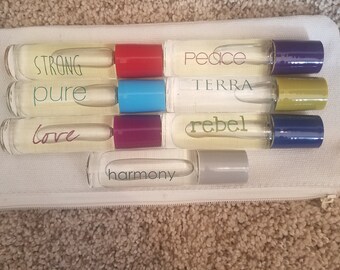 STRONG
Peace
pure
TERRA
love
rebel
harmony